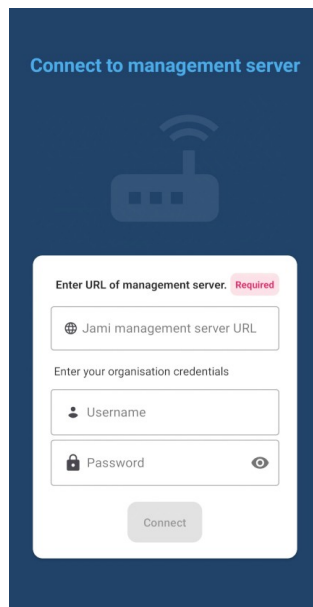 Connect to management server
Enter URL of management server. Required
Jami management server URL
Enter your organisation credentials
Username
Password
Connect